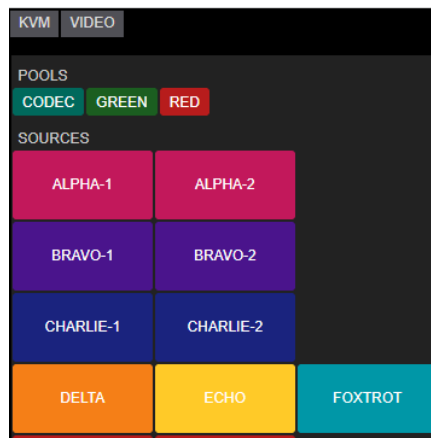 KVM VIDEO
POOLS
CODEC GREEN RED
SOURCES
ALPHA-1 ALPHA-2
BRAVO-1 BRAVO-2
CHARLIE-1 CHARLIE-2
DELTA ECHO FOXTROT